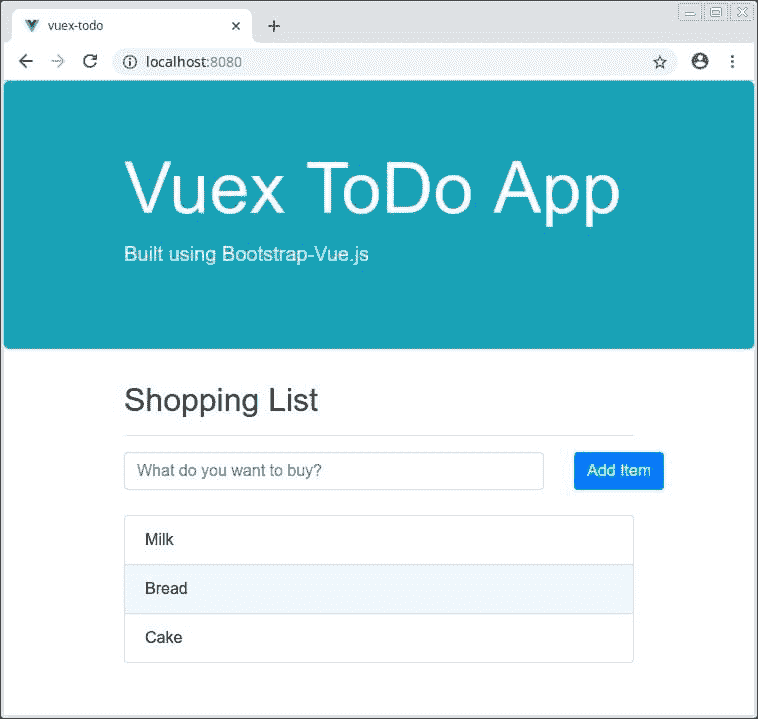 vuex-todo
localhost:8080
Vuex ToDo App
Built using Bootstrap-Vue.js
Shopping List
What do you want to buy?
Add Item
Milk
Bread
Cake